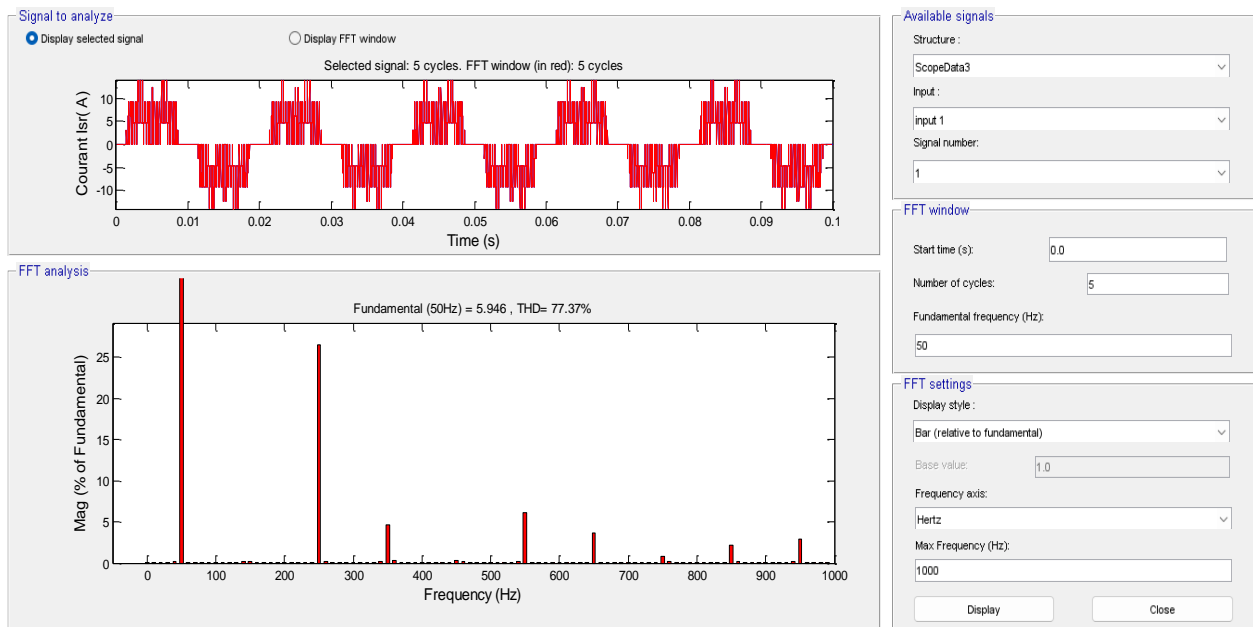 Signal to analyze
Display selected signal
Display FFT window
Selected signal: 5 cycles. FFT window (in red): 5 cycles
Courant Isr( A)
10
5
0
-5
-10
0 0.01 0.02 0.03 0.04 0.05 0.06 0.07 0.08 0.09 0.1
Time (s)
FFT analysis
Fundamental (50Hz) = 5.946 , THD= 77.37%
Mag (% of Fundamental)
25
20
15
10
5
0
0 100 200 300 400 500 600 700 800 900 1000
Frequency (Hz)
Available signals
Structure :
ScopeData3
Input :
input 1
Signal number:
1
FFT window
Start time (s): 0.0
Number of cycles: 5
Fundamental frequency (Hz):
50
FFT settings
Display style :
Bar (relative to fundamental)
Base value: 1.0
Frequency axis:
Hertz
Max Frequency (Hz):
1000
Display Close